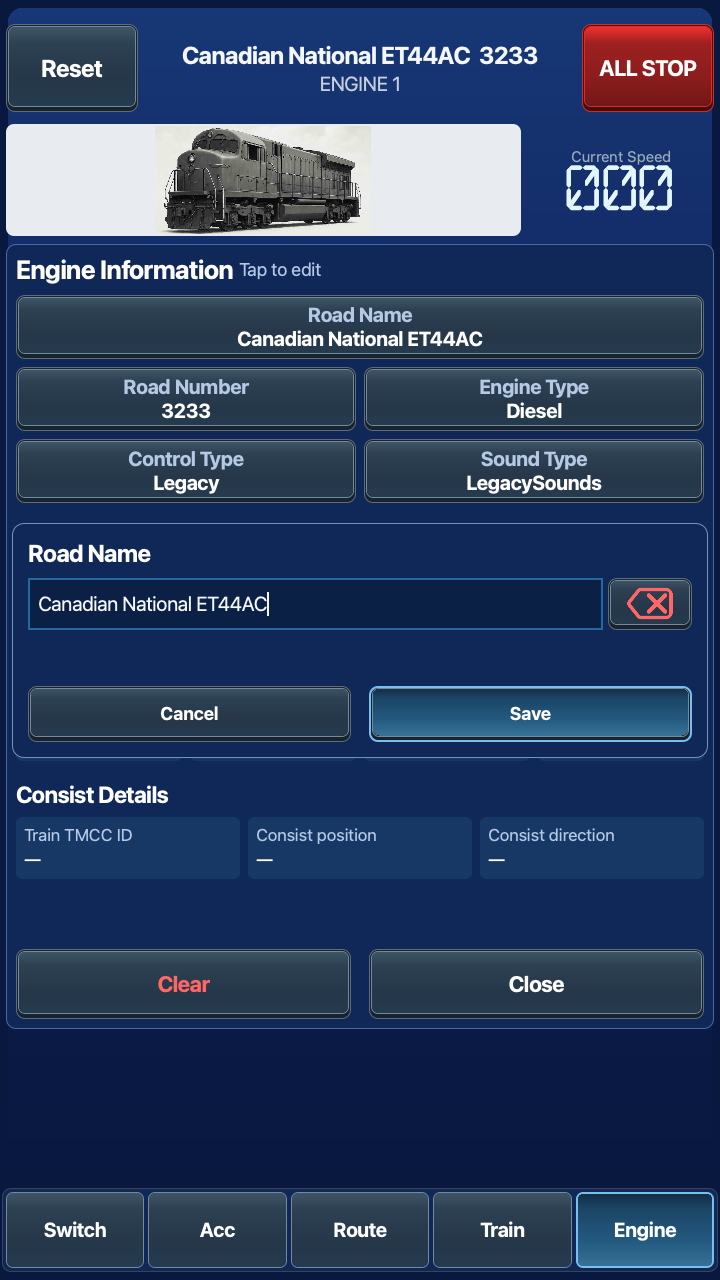 Reset
Canadian National ET44AC 3233
ENGINE 1
ALL STOP
Current Speed
000
Engine Information Tap to edit
Road Name
Canadian National ET44AC
Road Number
3233
Engine Type
Diesel
Control Type
Legacy
Sound Type
LegacySounds
Road Name
Canadian National ET44AC
Cancel
Save
Consist Details
Train TMCC ID
—
Consist position
—
Consist direction
—
Clear
Close
Switch
Acc
Route
Train
Engine